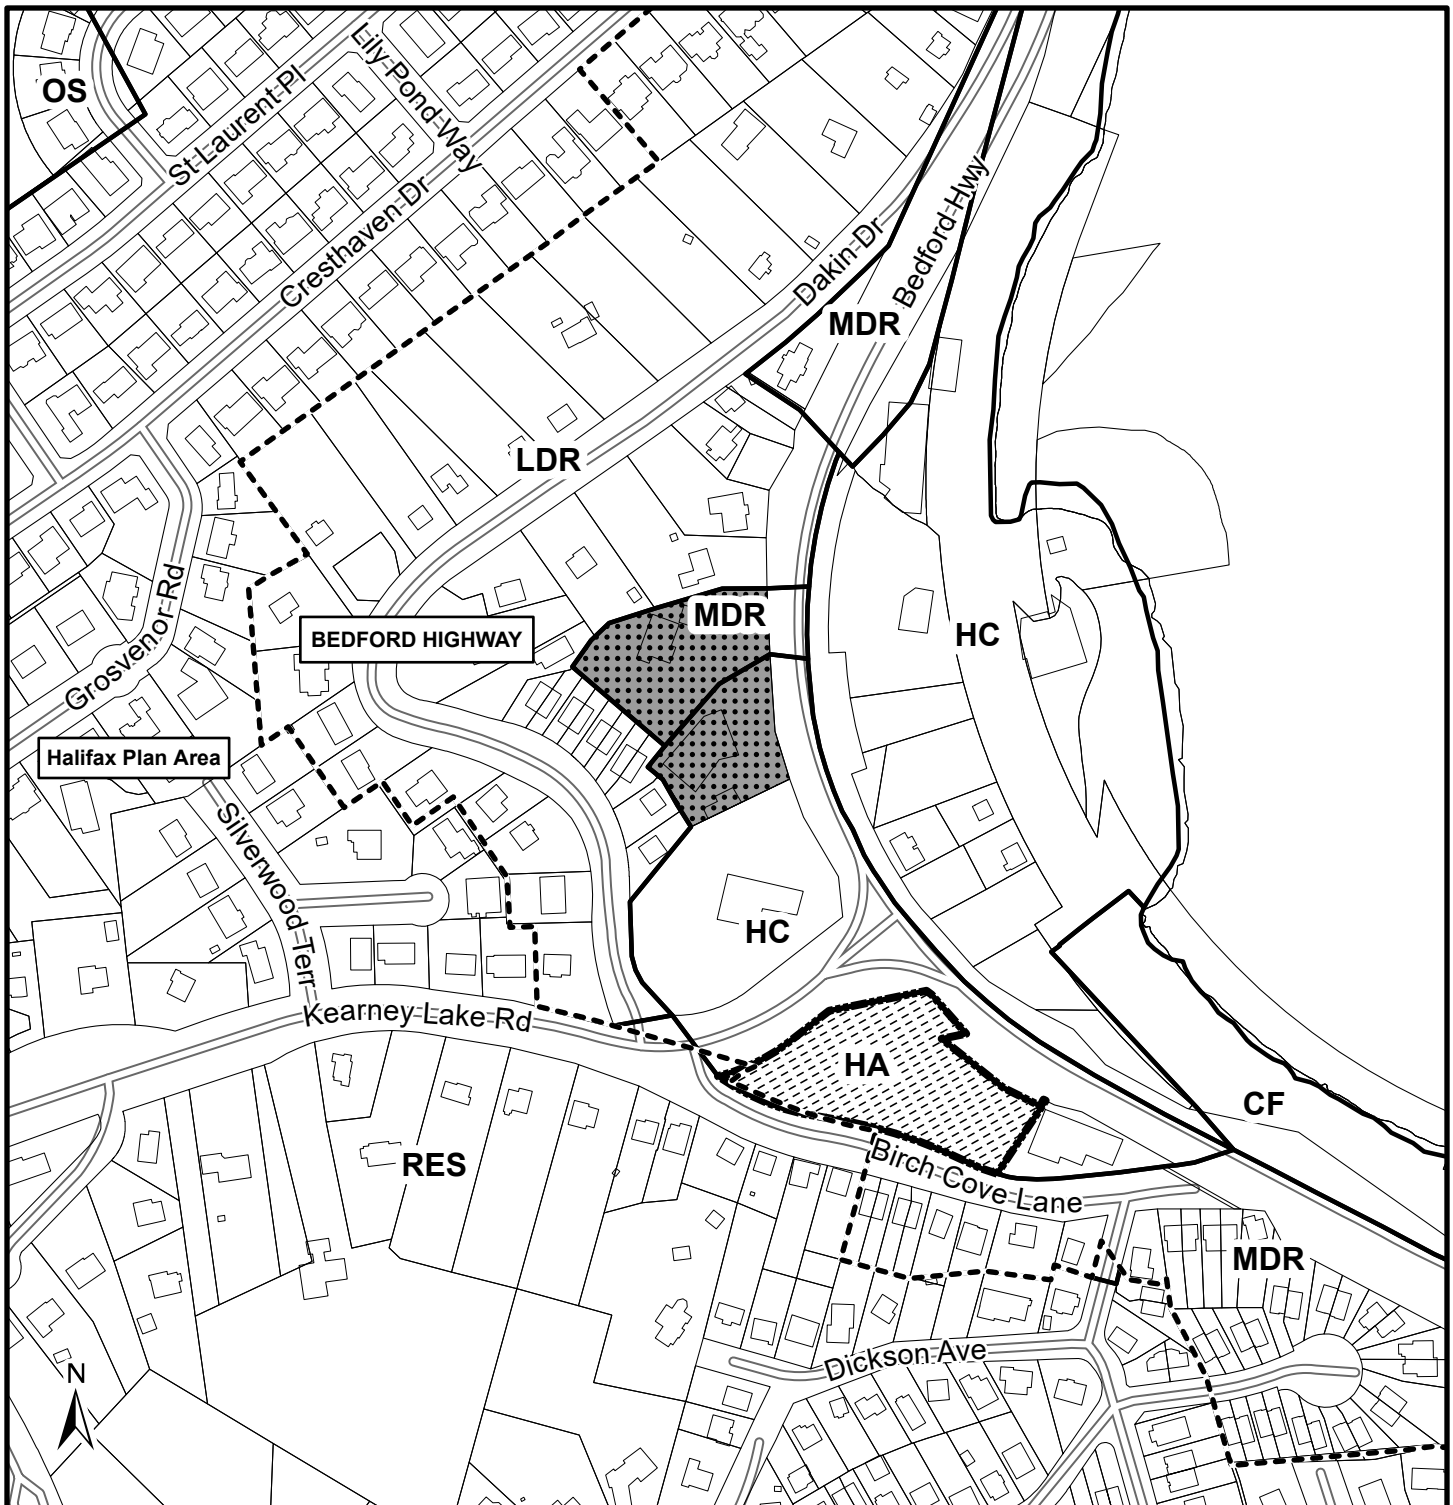 OS
St Laurent Pl
Lily Pond Way
Cresthaven Dr
Dakin Dr
Bedford Hwy
MDR
LDR
Grosvenor Rd
BEDFORD HIGHWAY
MDR
HC
Halifax Plan Area
Silverwood Terr
HC
Kearney Lake Rd
HA
CF
RES
Birch Cove Lane
MDR
Dickson Ave
N